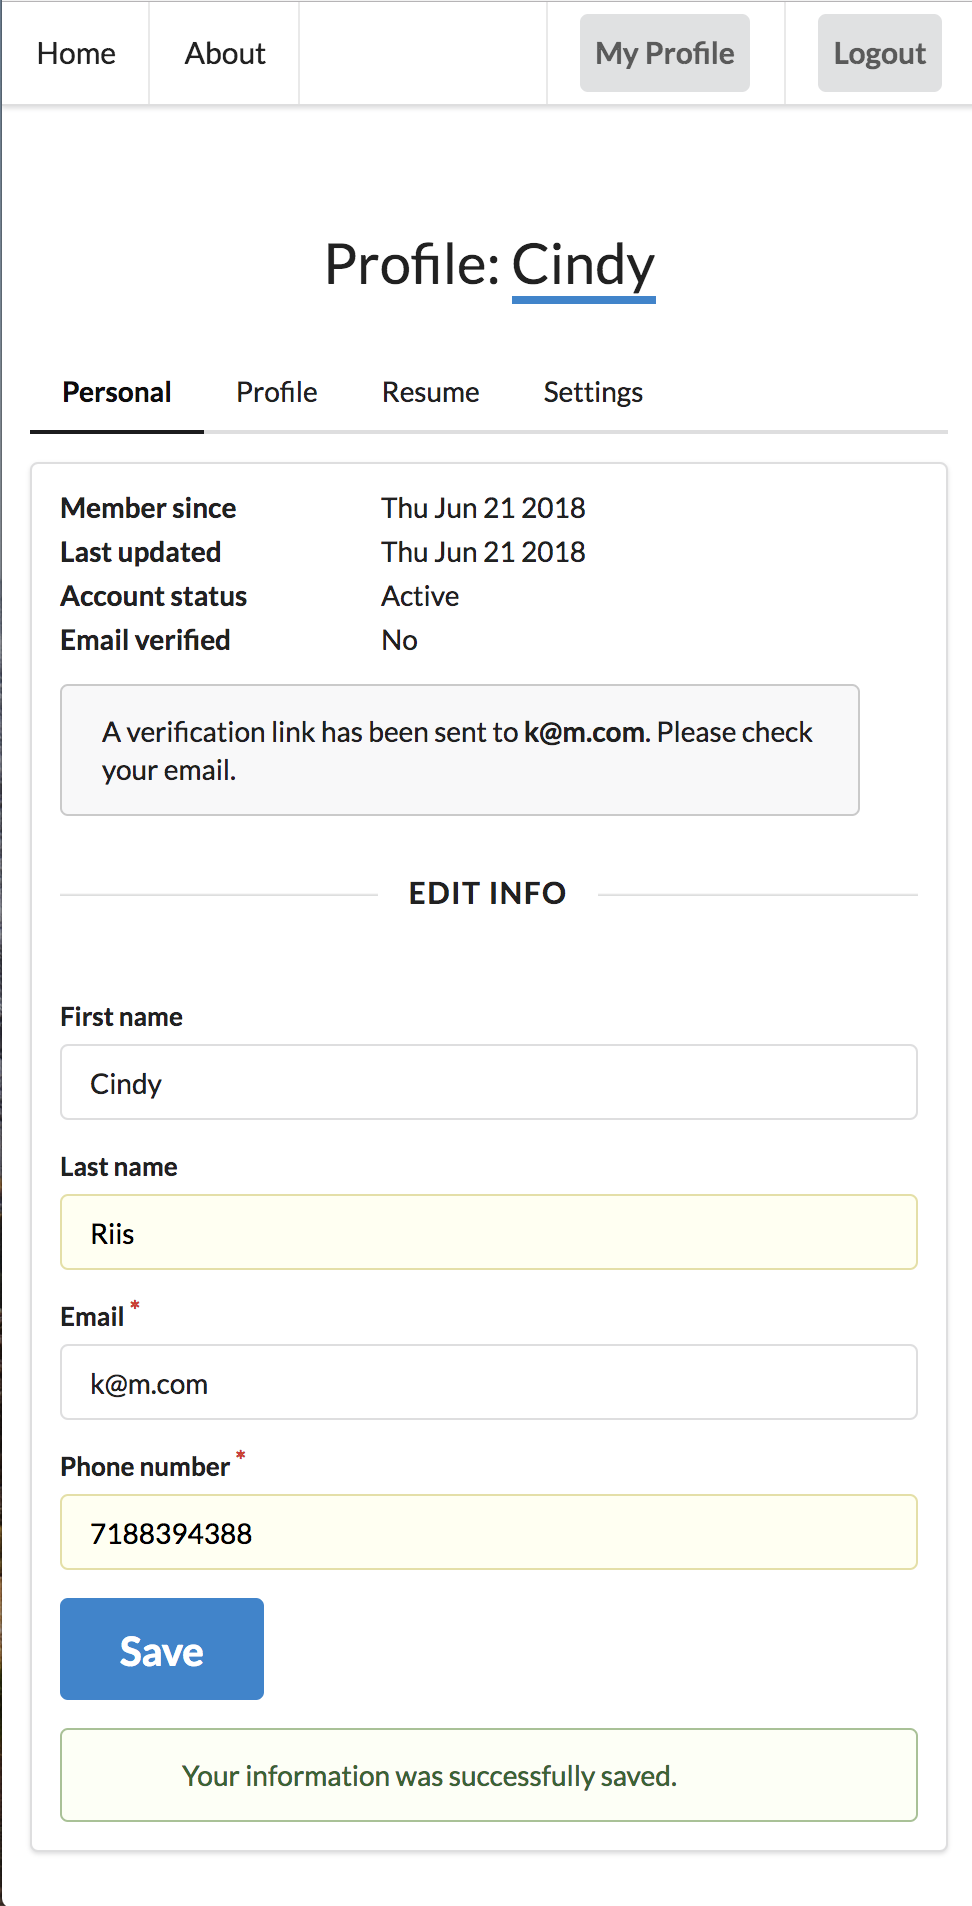 Home About My Profile Logout
Profile: Cindy
Personal Profile Resume Settings
Member since Thu Jun 21 2018
Last updated Thu Jun 21 2018
Account status Active
Email verified No
A verification link has been sent to k@m.com. Please check
your email.
EDIT INFO
First name
Cindy
Last name
Riis
Email *
k@m.com
Phone number *
7188394388
Save
Your information was successfully saved.